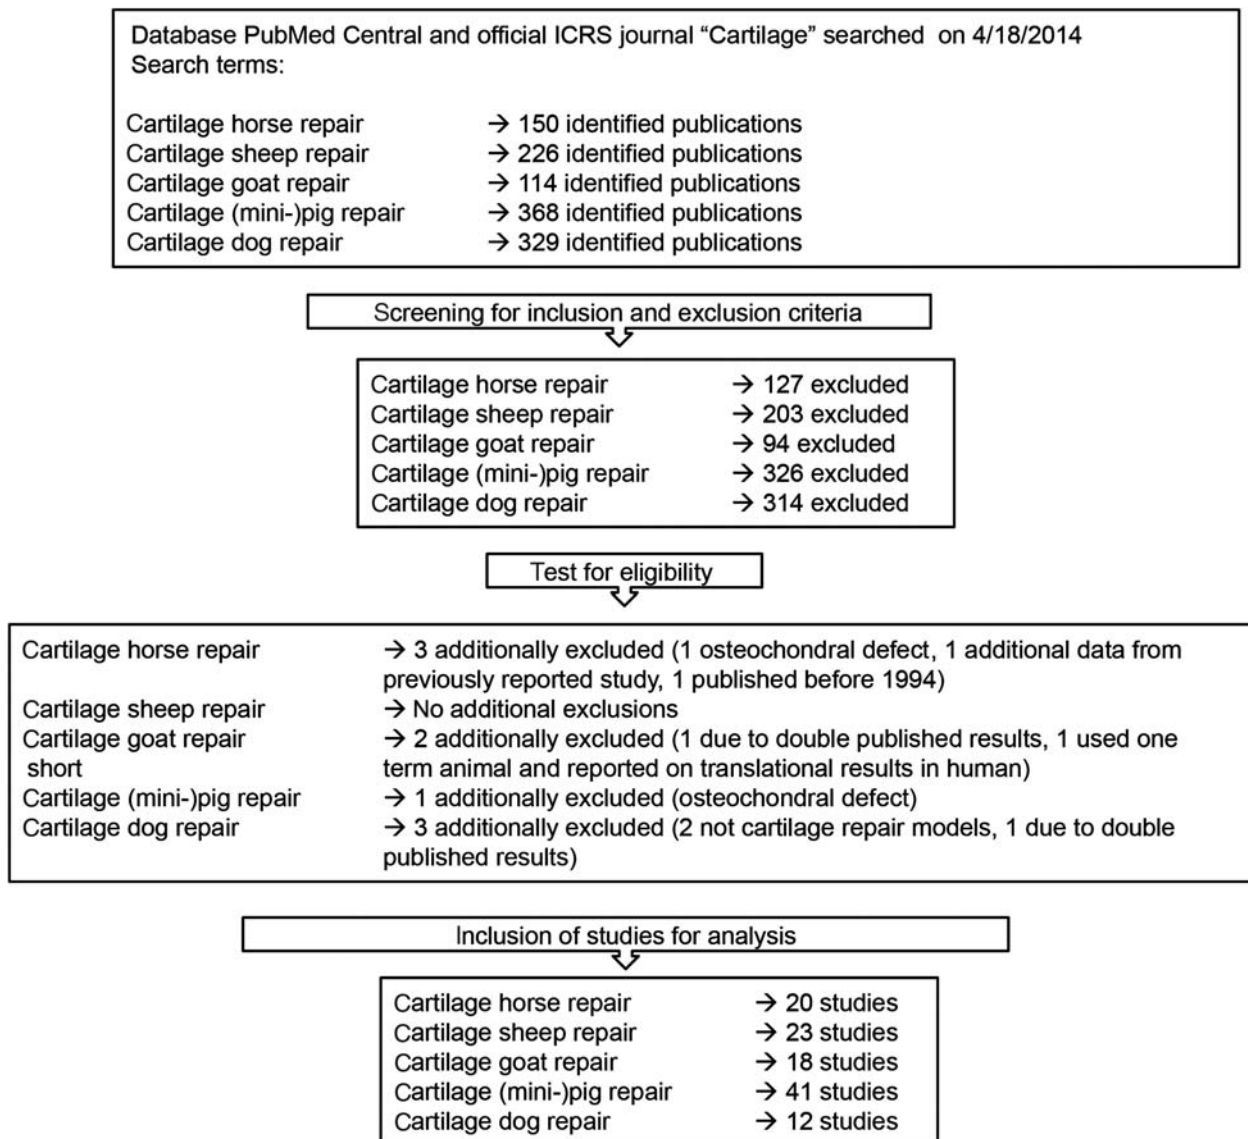 Database PubMed Central and official ICRS journal “Cartilage” searched on 4/18/2014
Search terms:
Cartilage horse repair → 150 identified publications
Cartilage sheep repair → 226 identified publications
Cartilage goat repair → 114 identified publications
Cartilage (mini-)pig repair → 368 identified publications
Cartilage dog repair → 329 identified publications
Screening for inclusion and exclusion criteria
Cartilage horse repair → 127 excluded
Cartilage sheep repair → 203 excluded
Cartilage goat repair → 94 excluded
Cartilage (mini-)pig repair → 326 excluded
Cartilage dog repair → 314 excluded
Test for eligibility
Cartilage horse repair → 3 additionally excluded (1 osteochondral defect, 1 additional data from
previously reported study, 1 published before 1994)
Cartilage sheep repair → No additional exclusions
Cartilage goat repair → 2 additionally excluded (1 due to double published results, 1 used one
short term animal and reported on translational results in human)
Cartilage (mini-)pig repair → 1 additionally excluded (osteochondral defect)
Cartilage dog repair → 3 additionally excluded (2 not cartilage repair models, 1 due to double
published results)
Inclusion of studies for analysis
Cartilage horse repair → 20 studies
Cartilage sheep repair → 23 studies
Cartilage goat repair → 18 studies
Cartilage (mini-)pig repair → 41 studies
Cartilage dog repair → 12 studies